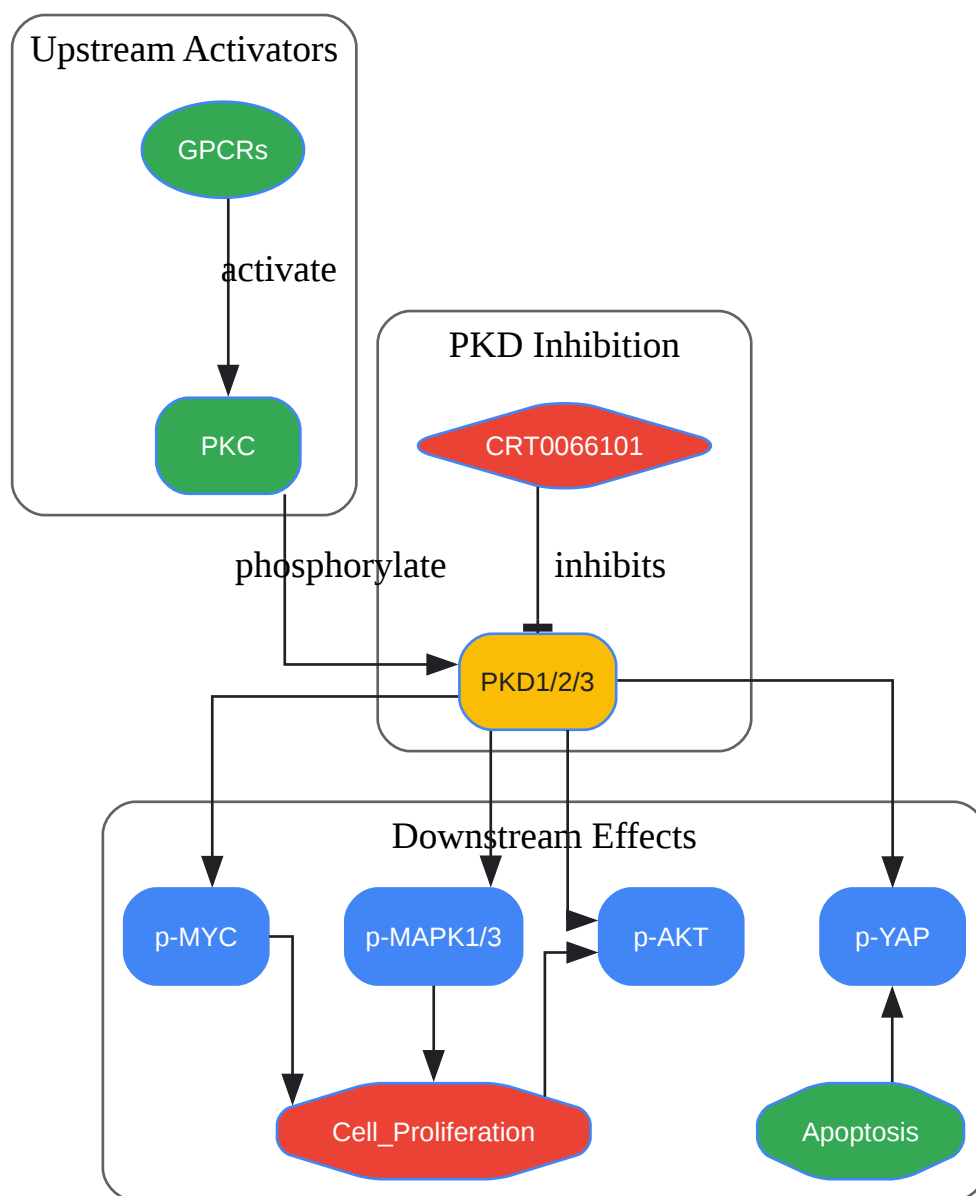 Upstream Activators
GPCRs
activate
PKC
PKD Inhibition
CRT0066101
phosphorylate
inhibits
PKD1/2/3
Downstream Effects
p-MYC
p-MAPK1/3
p-AKT
p-YAP
Cell_Proliferation
Apoptosis